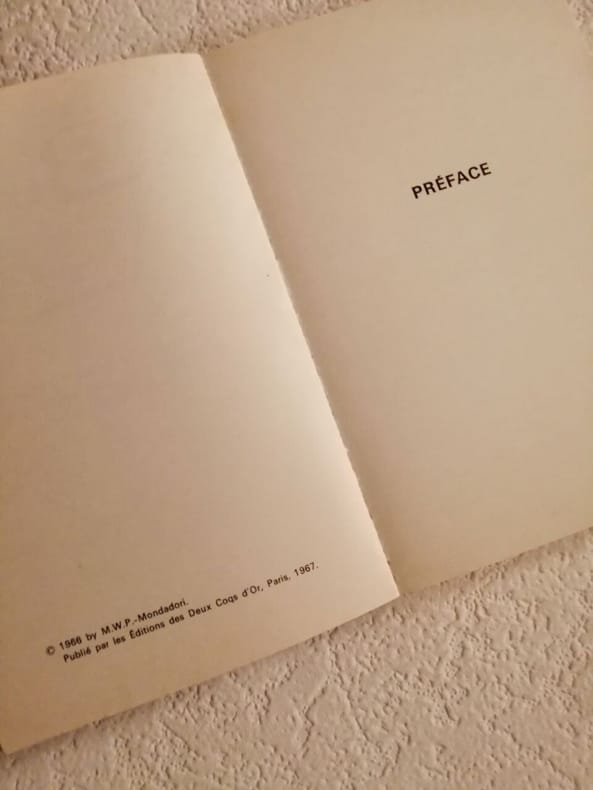 © 1966 by M.W.P.-Mondadori.
Publié par les Éditions des Deux Coqs d'Or, Paris, 1967.
PRÉFACE